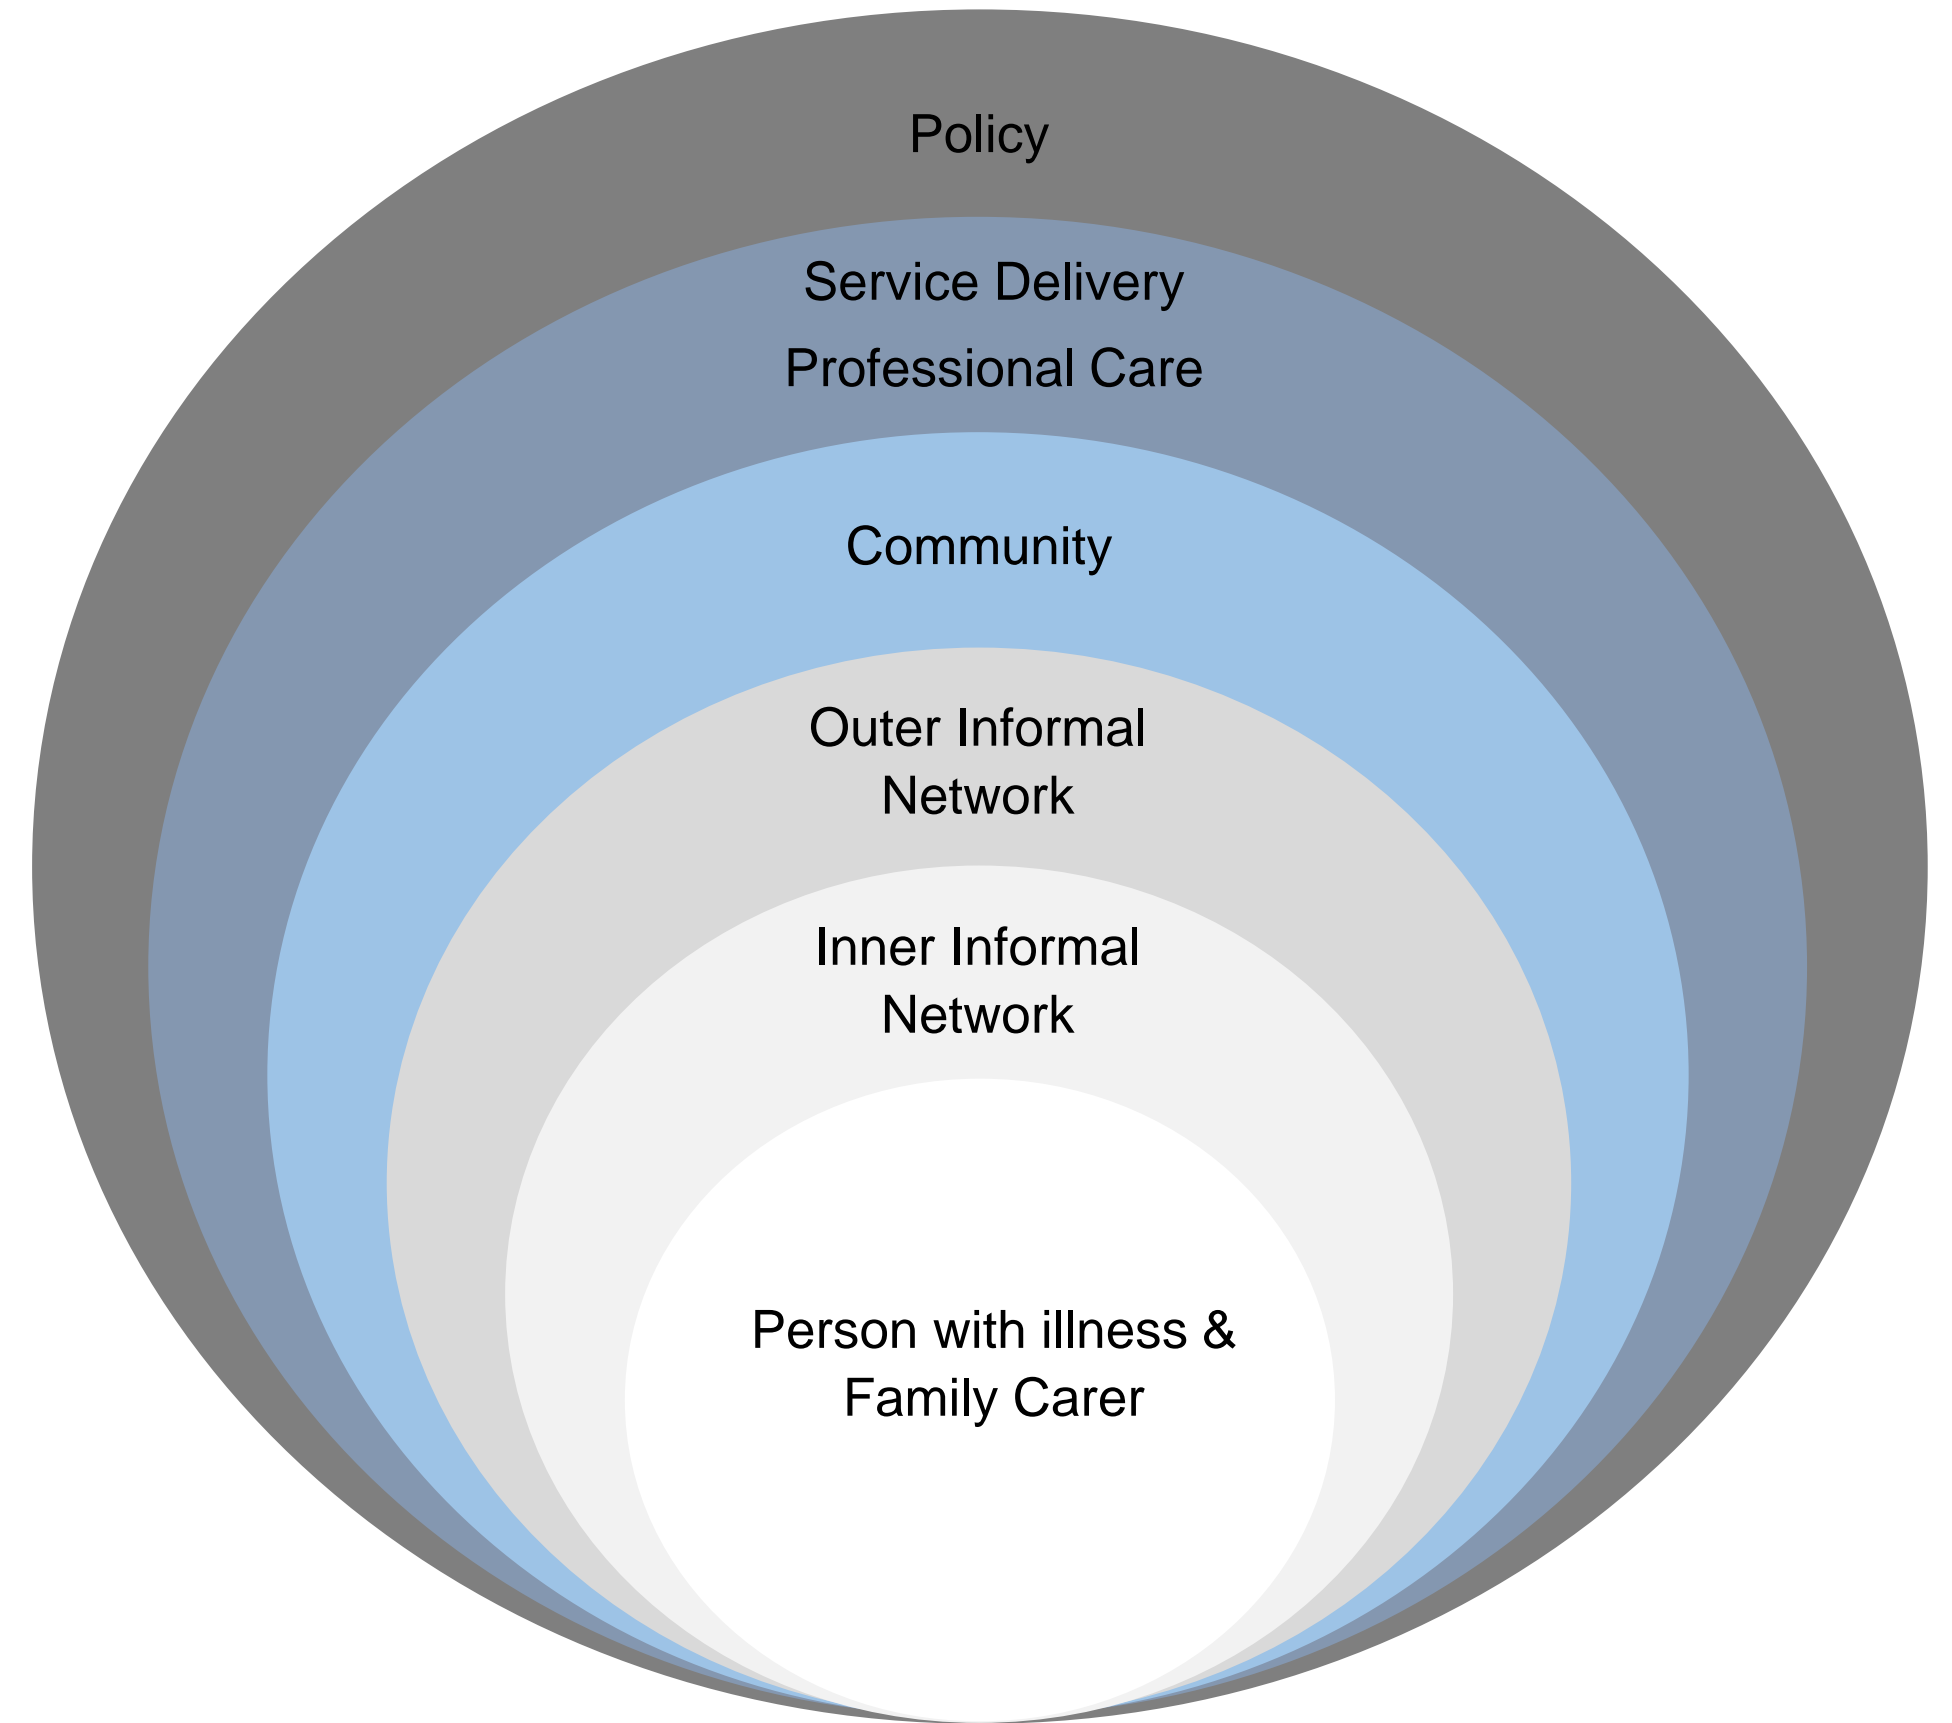 Policy
Service Delivery
Professional Care
Community
Outer Informal
Network
Inner Informal
Network
Person with illness &
Family Carer